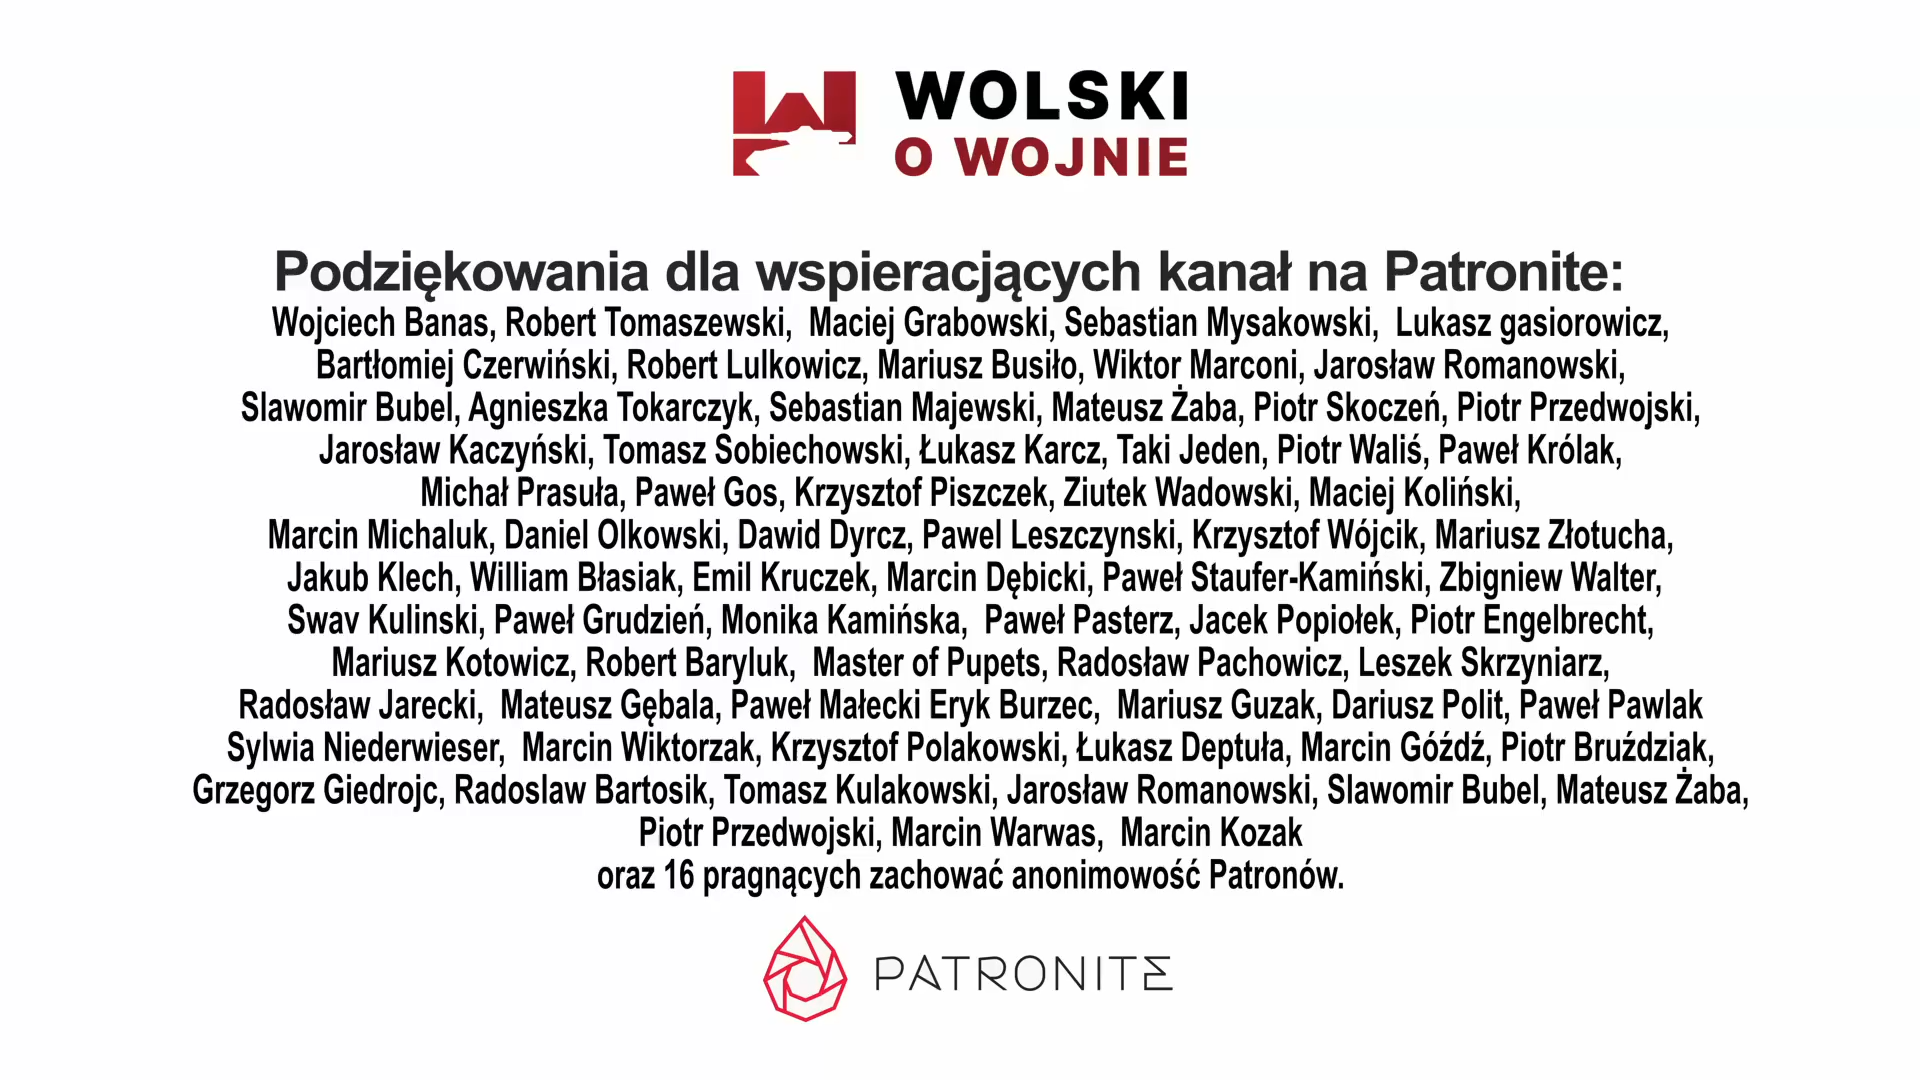 WOLSKI
O WOJNIE
Podziękowania dla wspieracjących kanał na Patronite:
Wojciech Banas, Robert Tomaszewski,  Maciej Grabowski, Sebastian Mysakowski,  Lukasz gasiorowicz,
Bartłomiej Czerwiński, Robert Lulkowicz, Mariusz Busiło, Wiktor Marconi, Jarosław Romanowski,
Slawomir Bubel, Agnieszka Tokarczyk, Sebastian Majewski, Mateusz Żaba, Piotr Skoczeń, Piotr Przedwojski,
Jarosław Kaczyński, Tomasz Sobiechowski, Łukasz Karcz, Taki Jeden, Piotr Waliś, Paweł Królak,
Michał Prasuła, Paweł Gos, Krzysztof Piszczek, Ziutek Wadowski, Maciej Koliński,
Marcin Michaluk, Daniel Olkowski, Dawid Dyrcz, Pawel Leszczynski, Krzysztof Wójcik, Mariusz Złotucha,
Jakub Klech, William Błasiak, Emil Kruczek, Marcin Dębicki, Paweł Staufer-Kamiński, Zbigniew Walter,
Swav Kulinski, Paweł Grudzień, Monika Kamińska,  Paweł Pasterz, Jacek Popiołek, Piotr Engelbrecht,
Mariusz Kotowicz, Robert Baryluk,  Master of Pupets, Radosław Pachowicz, Leszek Skrzyniarz,
Radosław Jarecki,  Mateusz Gębala, Paweł Małecki Eryk Burzec,  Mariusz Guzak, Dariusz Polit, Paweł Pawlak
Sylwia Niederwieser,  Marcin Wiktorzak, Krzysztof Polakowski, Łukasz Deptuła, Marcin Góźdź, Piotr Bruździak,
Grzegorz Giedrojc, Radoslaw Bartosik, Tomasz Kulakowski, Jarosław Romanowski, Slawomir Bubel, Mateusz Żaba,
Piotr Przedwojski, Marcin Warwas,  Marcin Kozak
oraz 16 pragnących zachować anonimowość Patronów.
PATRONITE